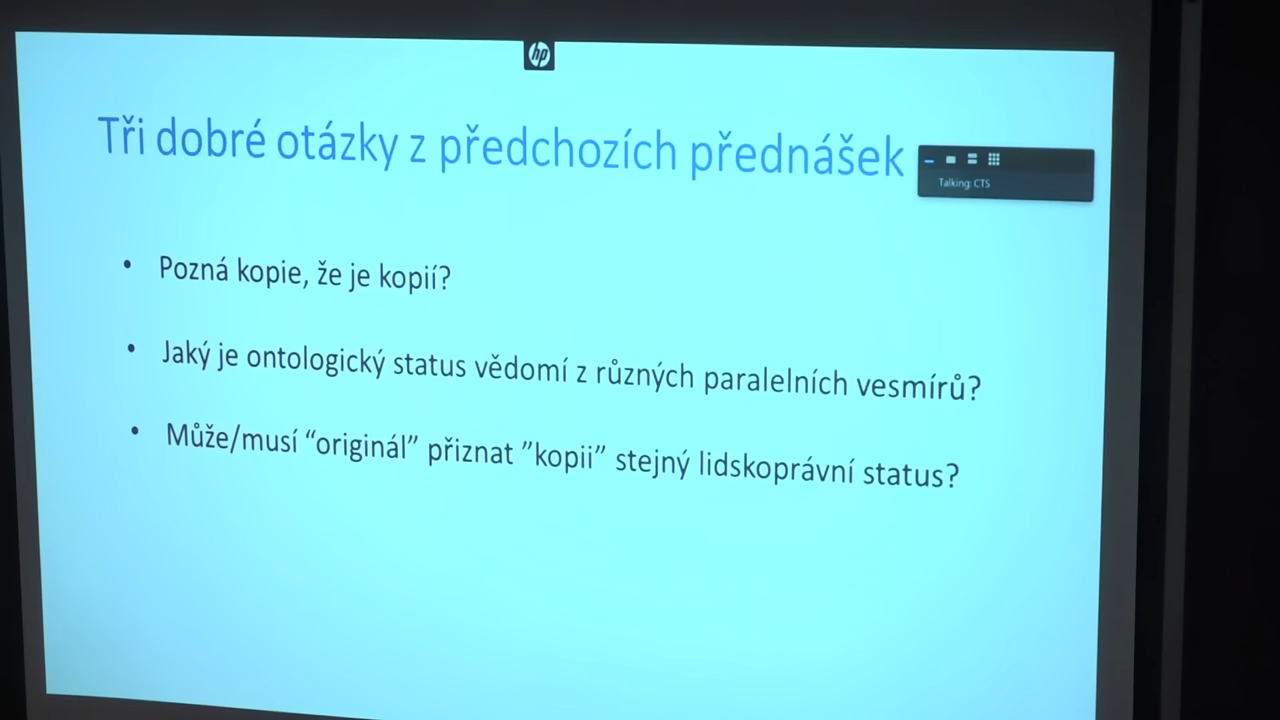 hp
Tři dobré otázky z předchozích přednášek
Talking: CTS
• Pozná kopie, že je kopií?
• Jaký je ontologický status vědomí z různých paralelních vesmírů?
• Může/musí “originál” přiznat ”kopii” stejný lidskoprávní status?